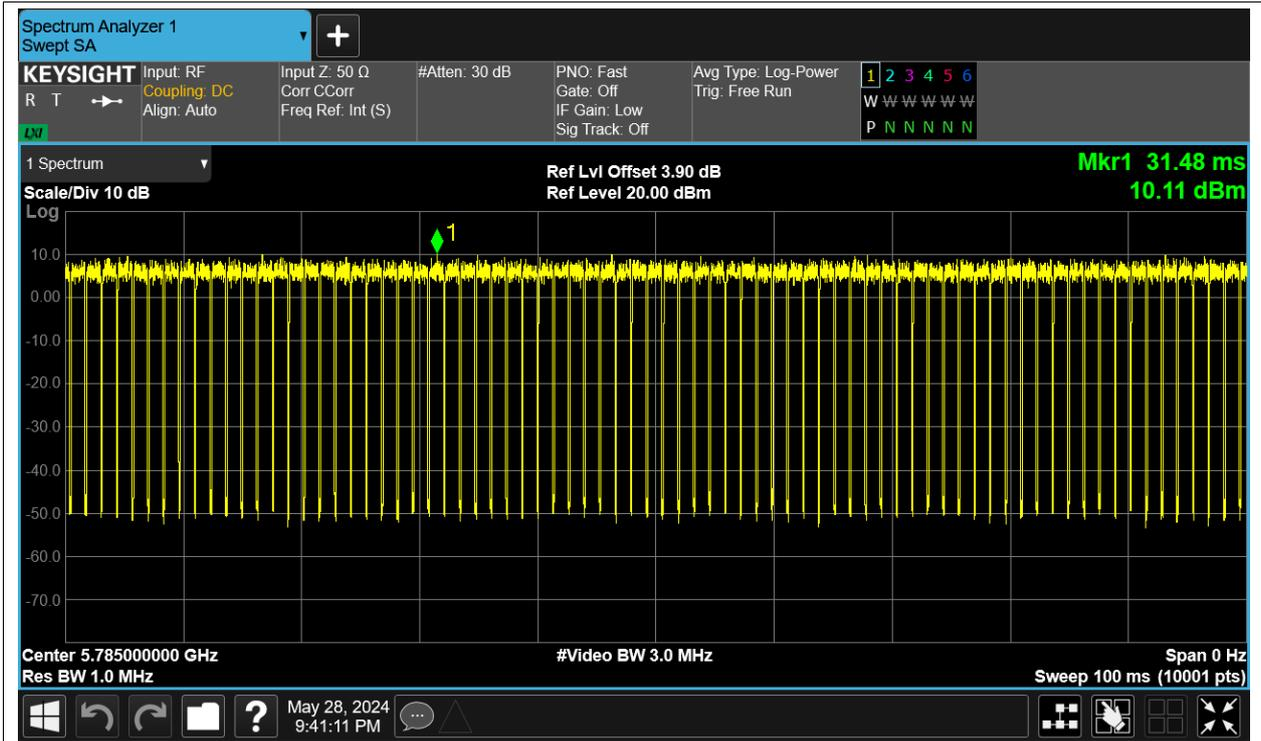 Spectrum Analyzer 1
Swept SA
KEYSIGHT
R T
LXI
Input: RF
Coupling: DC
Align: Auto
Input Z: 50 Ω
Corr CCorr
Freq Ref: Int (S)
#Atten: 30 dB
PNO: Fast
Gate: Off
IF Gain: Low
Sig Track: Off
Avg Type: Log-Power
Trig: Free Run
1 2 3 4 5 6
W W W W W W
P N N N N N
1 Spectrum
Scale/Div 10 dB
Ref Lvl Offset 3.90 dB
Ref Level 20.00 dBm
Mkr1 31.48 ms
10.11 dBm
Log
1
10.0
0.00
-10.0
-20.0
-30.0
-40.0
-50.0
-60.0
-70.0
Center 5.785000000 GHz
Res BW 1.0 MHz
#Video BW 3.0 MHz
Span 0 Hz
Sweep 100 ms (10001 pts)
?
May 28, 2024
9:41:11 PM